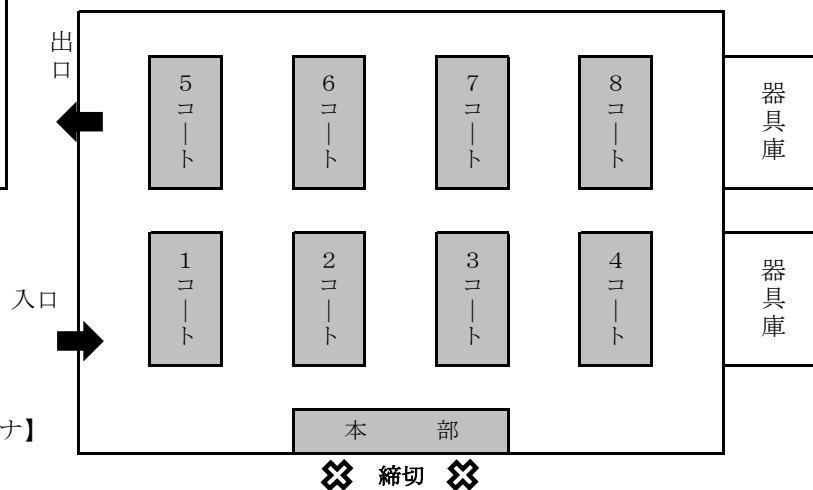 出口
5コート
6コート
7コート
8コート
器具庫
1コート
2コート
3コート
4コート
器具庫
入口
ナ】
本　部
締切